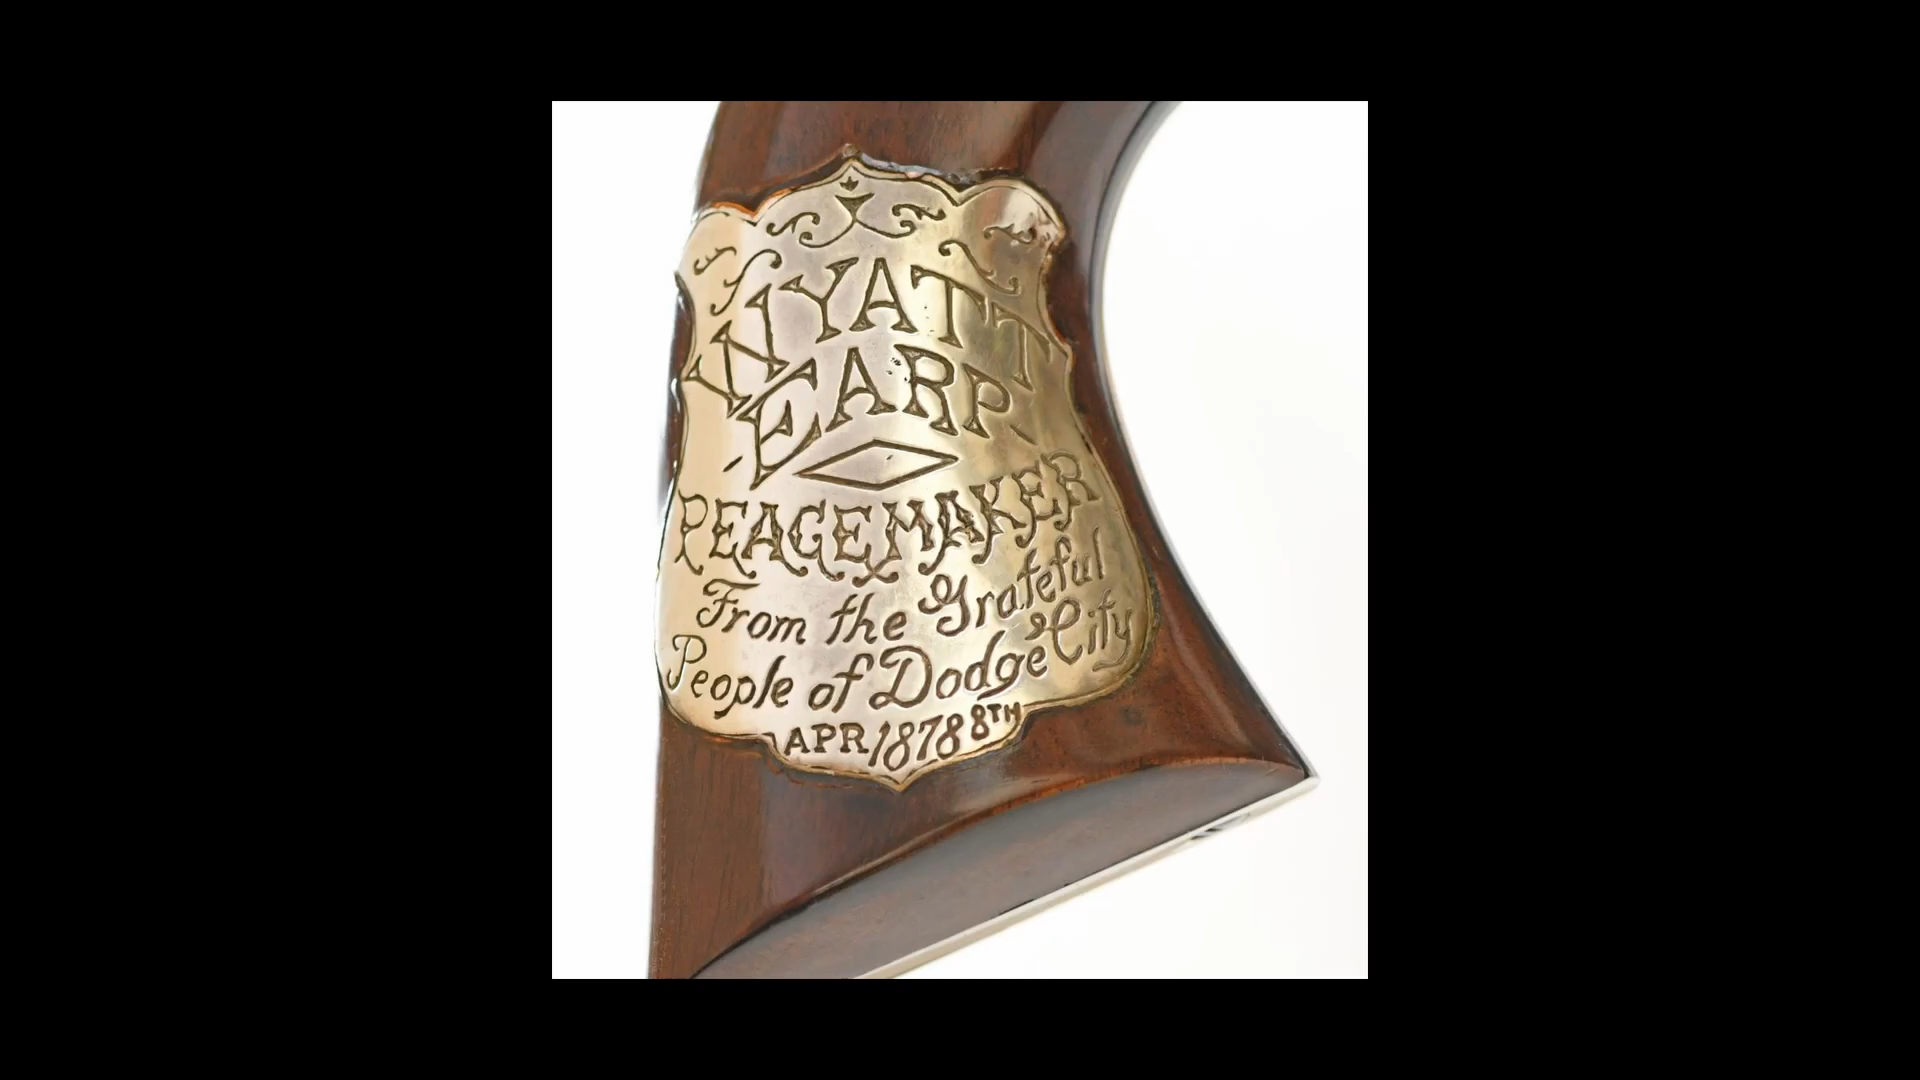 WYATT
EARP
PEACEMAKER
From the Grateful
People of Dodge City
APR 1878 8TH